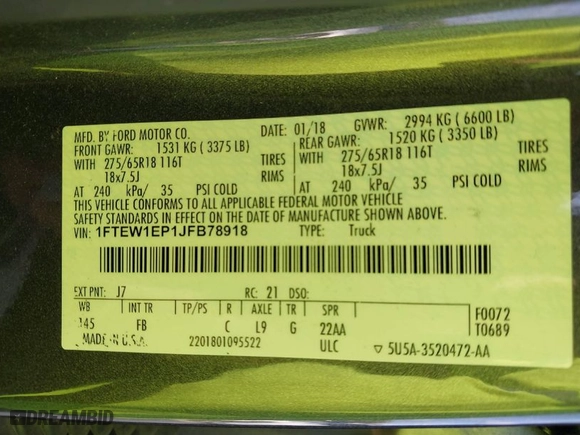 MFD. BY FORD MOTOR CO.
DATE: 01/18 GVWR: 2994 KG ( 6600 LB)
FRONT GAWR: 1531 KG ( 3375 LB) REAR GAWR: 1520 KG ( 3350 LB)
WITH 275/65R18 116T TIRES WITH 275/65R18 116T TIRES
18x7.5J RIMS 18x7.5J RIMS
AT 240 kPa/ 35 PSI COLD AT 240 kPa/ 35 PSI COLD
THIS VEHICLE CONFORMS TO ALL APPLICABLE FEDERAL MOTOR VEHICLE
SAFETY STANDARDS IN EFFECT ON THE DATE OF MANUFACTURE SHOWN ABOVE.
VIN: 1FTEW1EP1JFB78918 TYPE: Truck
EXT PNT: J7 RC: 21 DSO:
WB INT TR TP/PS R AXLE TR SPR F0072
145 FB C L9 G 22AA T0689
MADE IN U.S.A. 2201801095522 ULC ▽ 5U5A-3520472-AA
DREAMBID